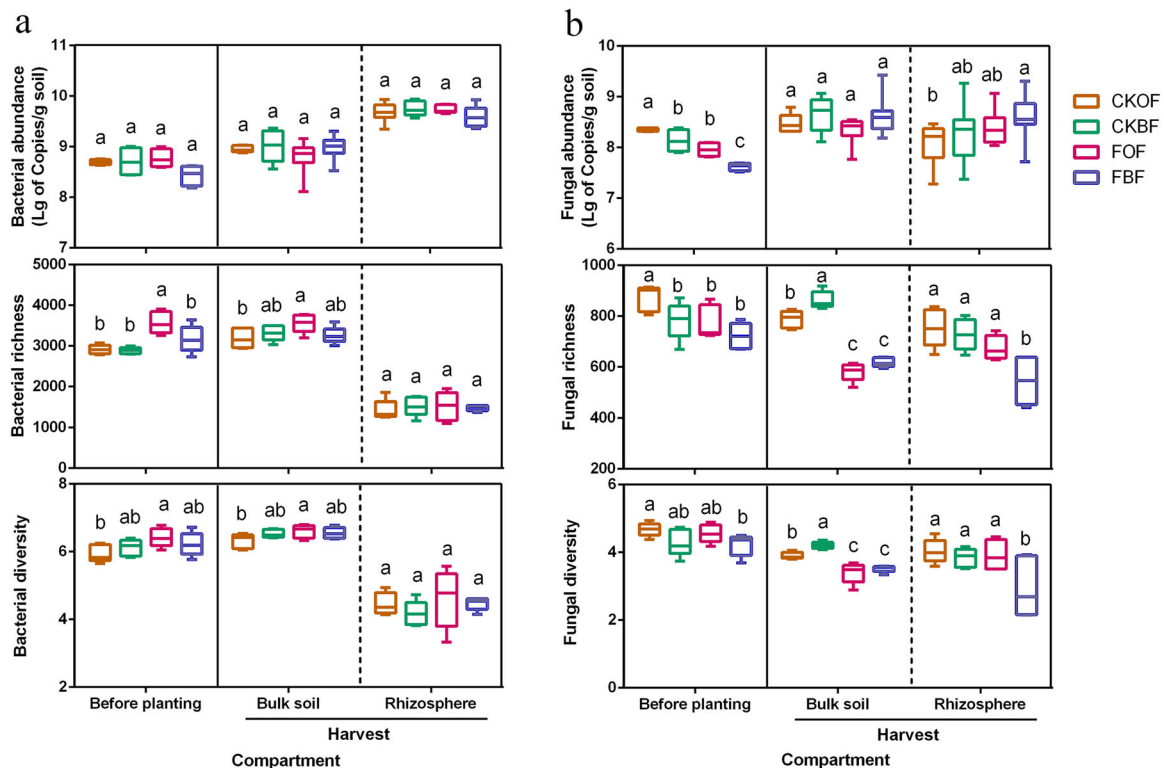 a
Bacterial abundance
(Lg of Copies/g soil)
11
10
9
8
7
a a a a
a a a a
a a a a
Bacterial richness
5000
4000
3000
2000
1000
0
b b a b
b ab a ab
a a a a
Bacterial diversity
8
6
4
2
b ab a ab
b ab a ab
a a a a
Before planting
Bulk soil
Rhizosphere
Harvest
Compartment
b
Fungal abundance
(Lg of Copies/g soil)
10
9
8
7
6
a b b c
a a a a
b ab ab a
Fungal richness
1000
800
600
400
200
a b b b
b a c c
a a a b
Fungal diversity
6
4
2
0
a ab ab b
b a c c
a a a b
Before planting
Bulk soil
Rhizosphere
Harvest
Compartment
CKOF
CKBF
FOF
FBF